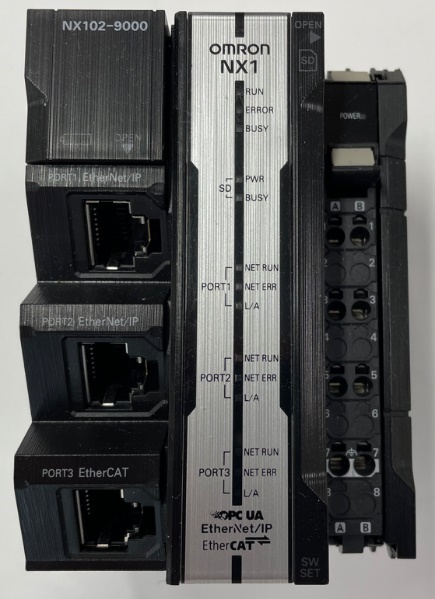 NX102-9000
OPEN
PORT1 EtherNet/IP
PORT2 EtherNet/IP
PORT3 EtherCAT
OMRON
NX1
RUN
ERROR
BUSY
SD
PWR
BUSY
PORT1
NET RUN
NET ERR
L/A
PORT2
NET RUN
NET ERR
L/A
PORT3
NET RUN
NET ERR
L/A
OPC UA
EtherNet/IP
EtherCAT
OPEN
SD
SW
SET
POWER
A B
1
2
3
4
5
6
7 7
8 8
A B